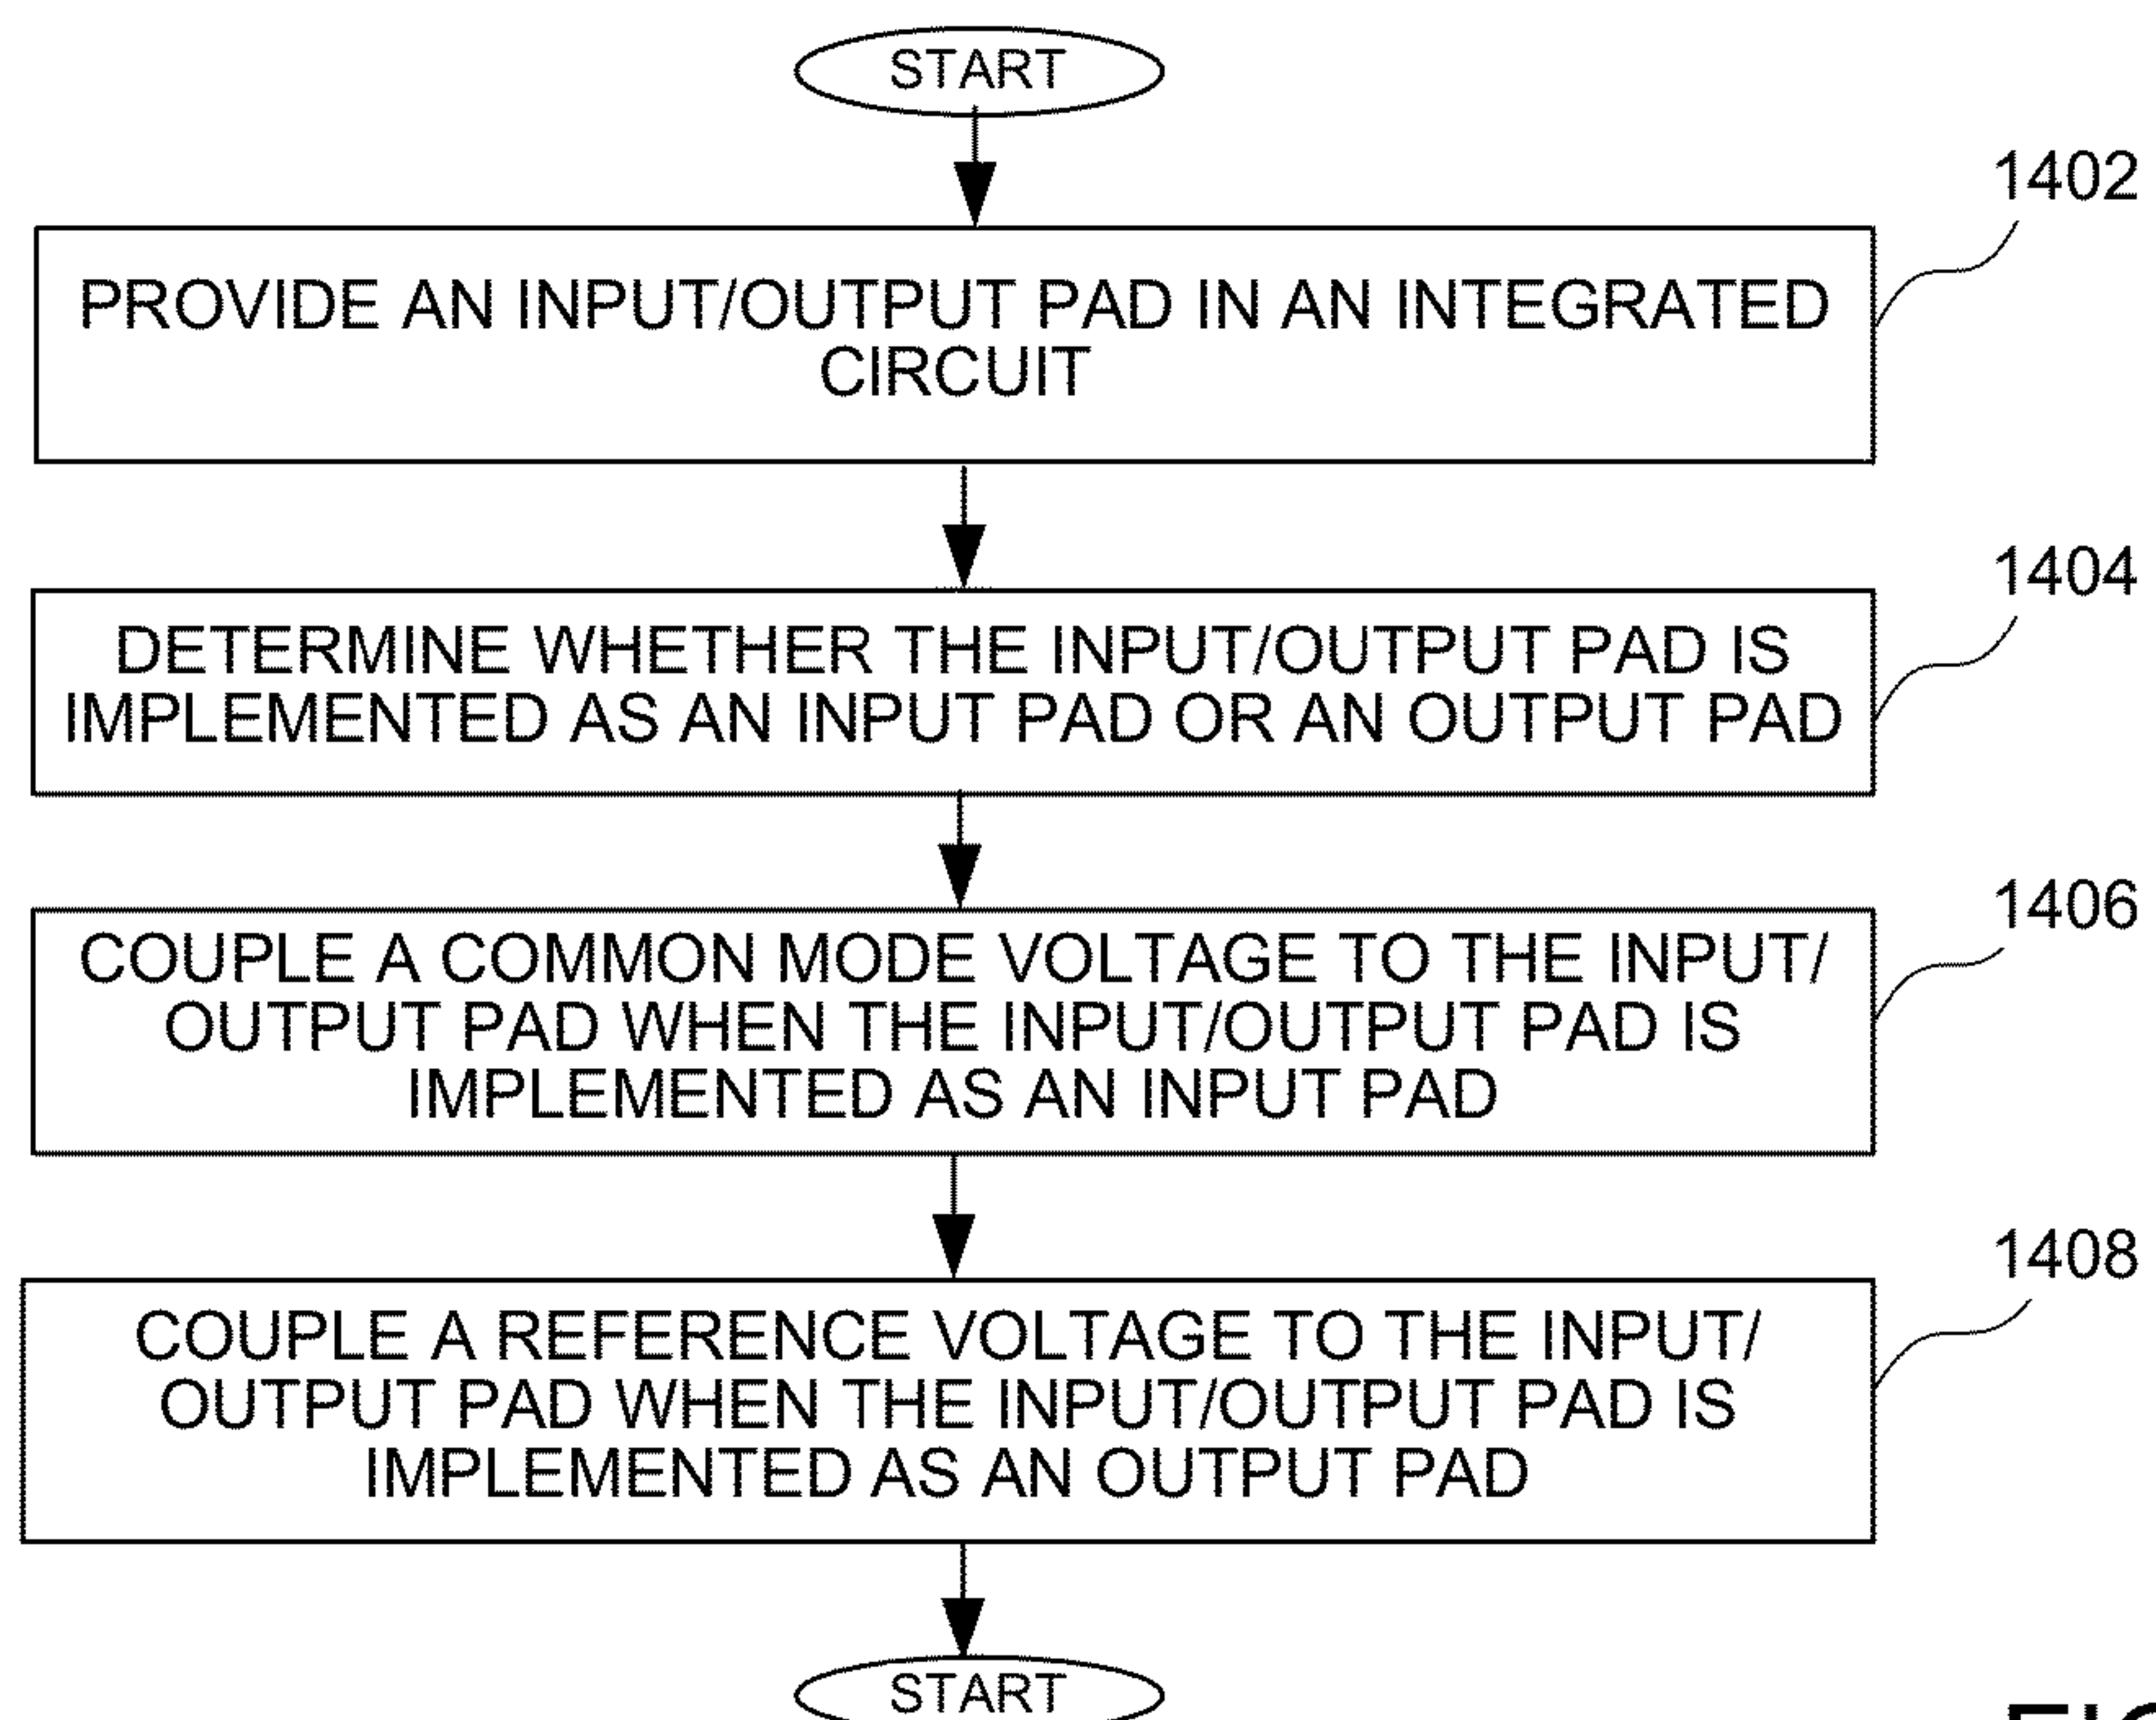 START
1402
PROVIDE AN INPUT/OUTPUT PAD IN AN INTEGRATED
CIRCUIT
1404
DETERMINE WHETHER THE INPUT/OUTPUT PAD IS
IMPLEMENTED AS AN INPUT PAD OR AN OUTPUT PAD
1406
COUPLE A COMMON MODE VOLTAGE TO THE INPUT/
OUTPUT PAD WHEN THE INPUT/OUTPUT PAD IS
IMPLEMENTED AS AN INPUT PAD
1408
COUPLE A REFERENCE VOLTAGE TO THE INPUT/
OUTPUT PAD WHEN THE INPUT/OUTPUT PAD IS
IMPLEMENTED AS AN OUTPUT PAD
START